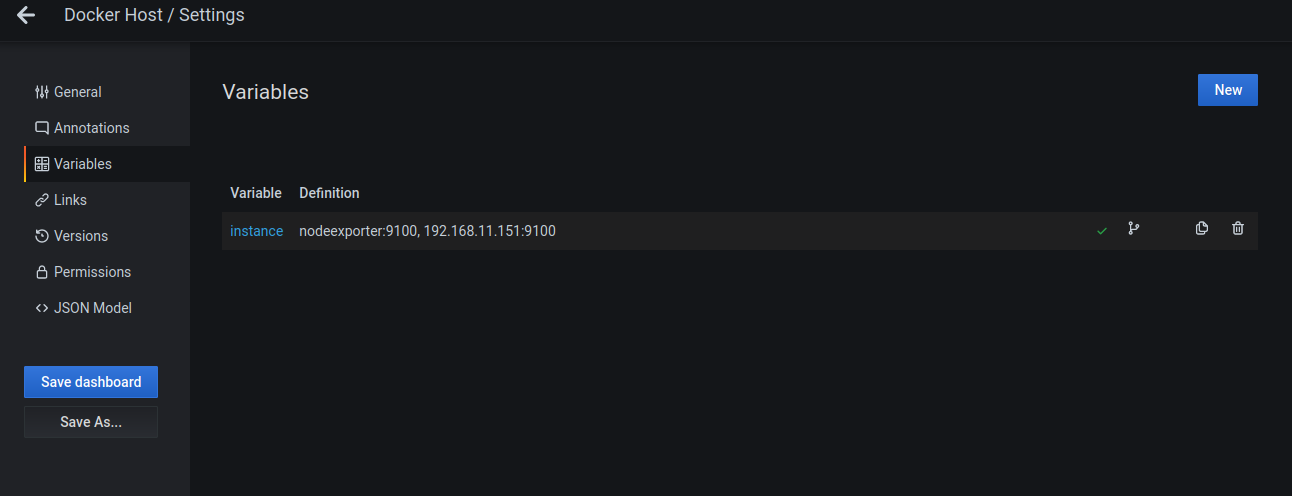 Docker Host / Settings
General
Annotations
Variables
Links
Versions
Permissions
JSON Model
Save dashboard
Save As...
Variables
New
Variable Definition
instance nodeexporter:9100, 192.168.11.151:9100